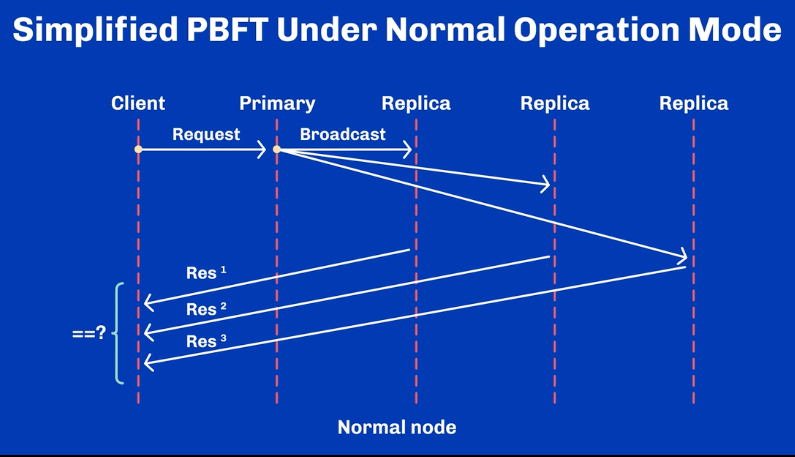 Simplified PBFT Under Normal Operation Mode
Client Primary Replica Replica Replica
Request Broadcast
Res ¹
Res ²
==?
Res ³
Normal node